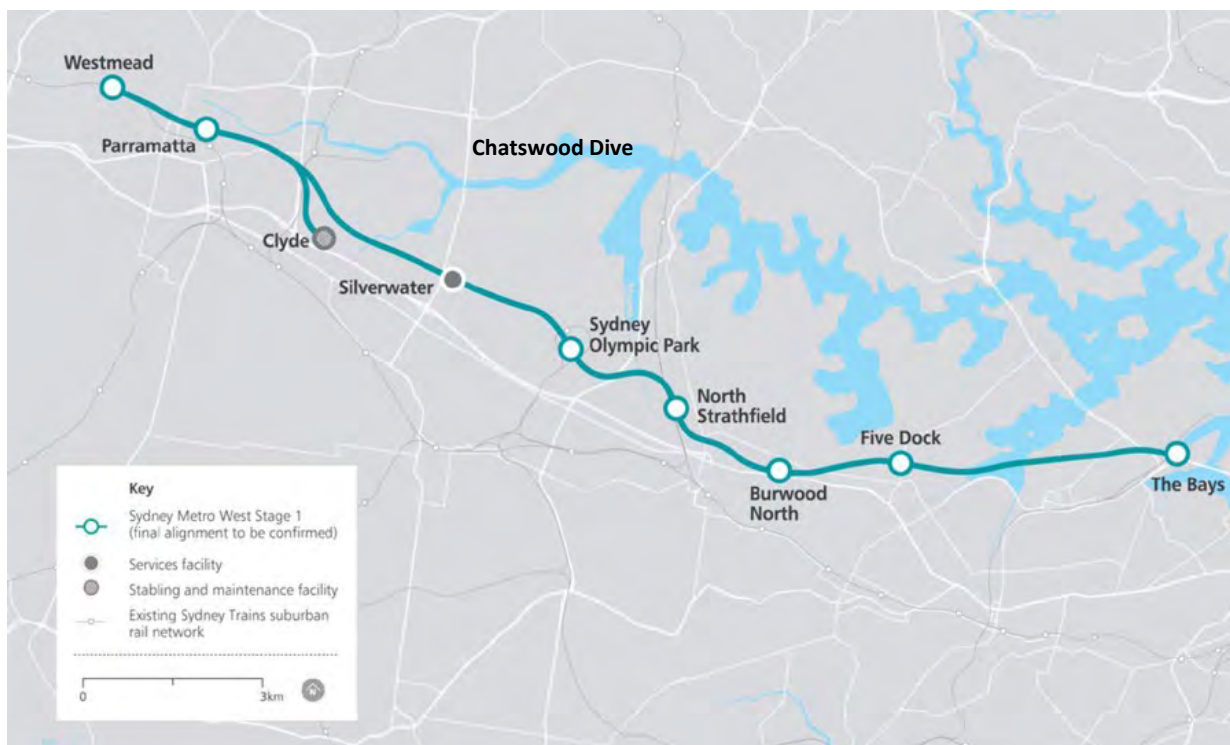 Westmead
Parramatta
Chatswood Dive
Clyde
Silverwater
Sydney
Olympic Park
North
Strathfield
Five Dock
Burwood
North
The Bays
Key
Sydney Metro West Stage 1
(final alignment to be confirmed)
Services facility
Stabling and maintenance facility
Existing Sydney Trains suburban
rail network
0
3km